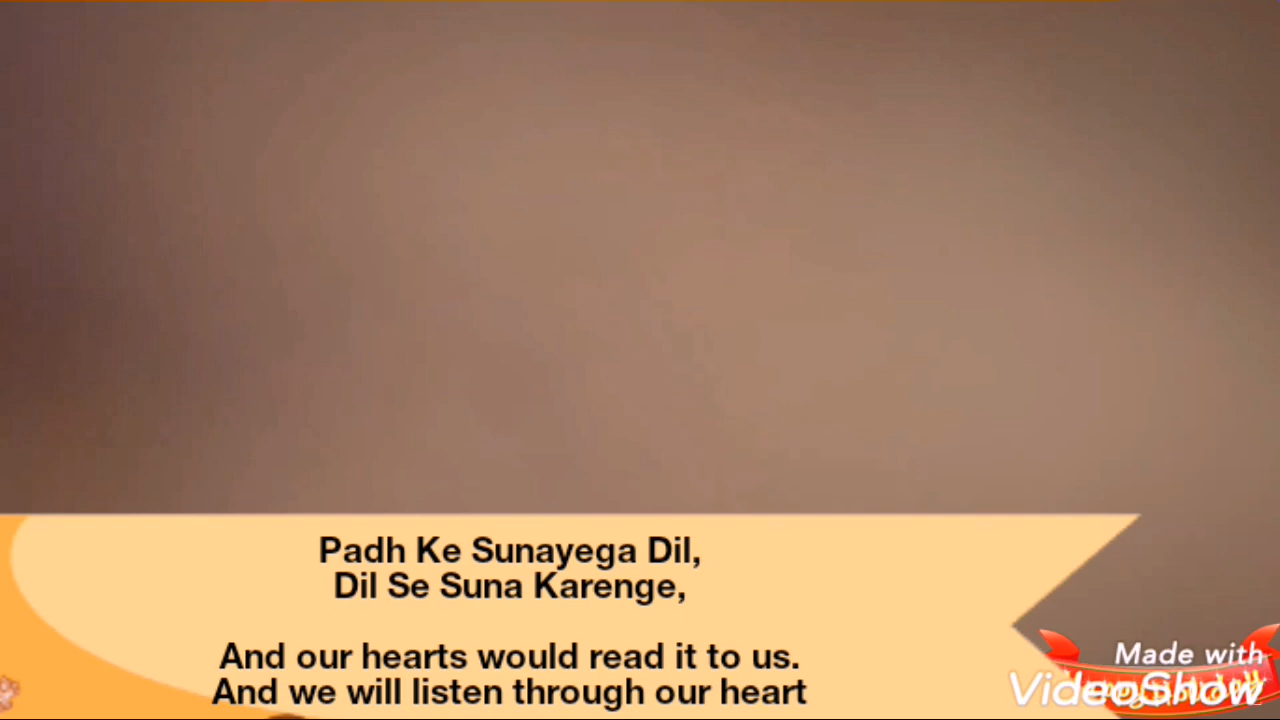 Padh Ke Sunayega Dil,
Dil Se Suna Karenge,
And our hearts would read it to us.
And we will listen through our heart
Made with
VideoShow